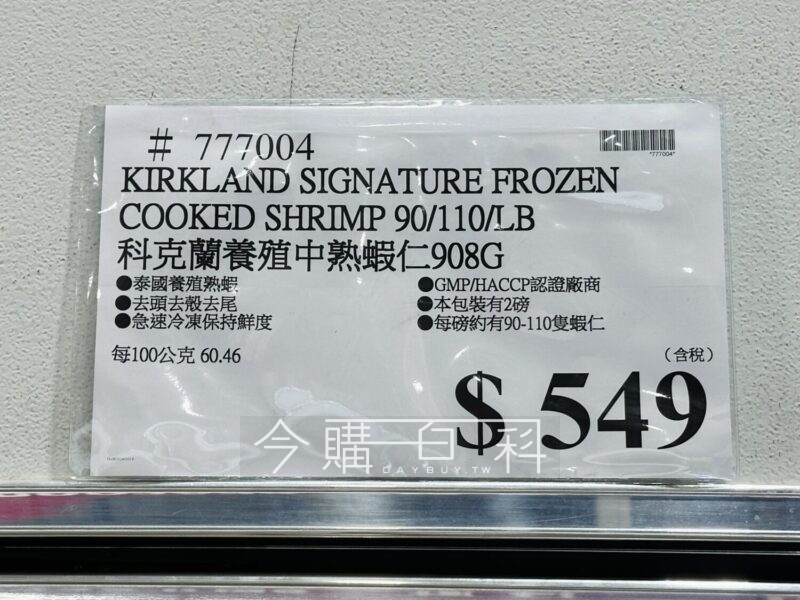 # 777004
*777004*
KIRKLAND SIGNATURE FROZEN
COOKED SHRIMP 90/110/LB
科克蘭養殖中熟蝦仁908G
●泰國養殖熟蝦
●去頭去殼去尾
●急速冷凍保持鮮度
●GMP/HACCP認證廠商
●本包裝有2磅
●每磅約有90-110隻蝦仁
每100公克 60.46
(含稅)
$ 549
今購百科
DAYBUY.TW